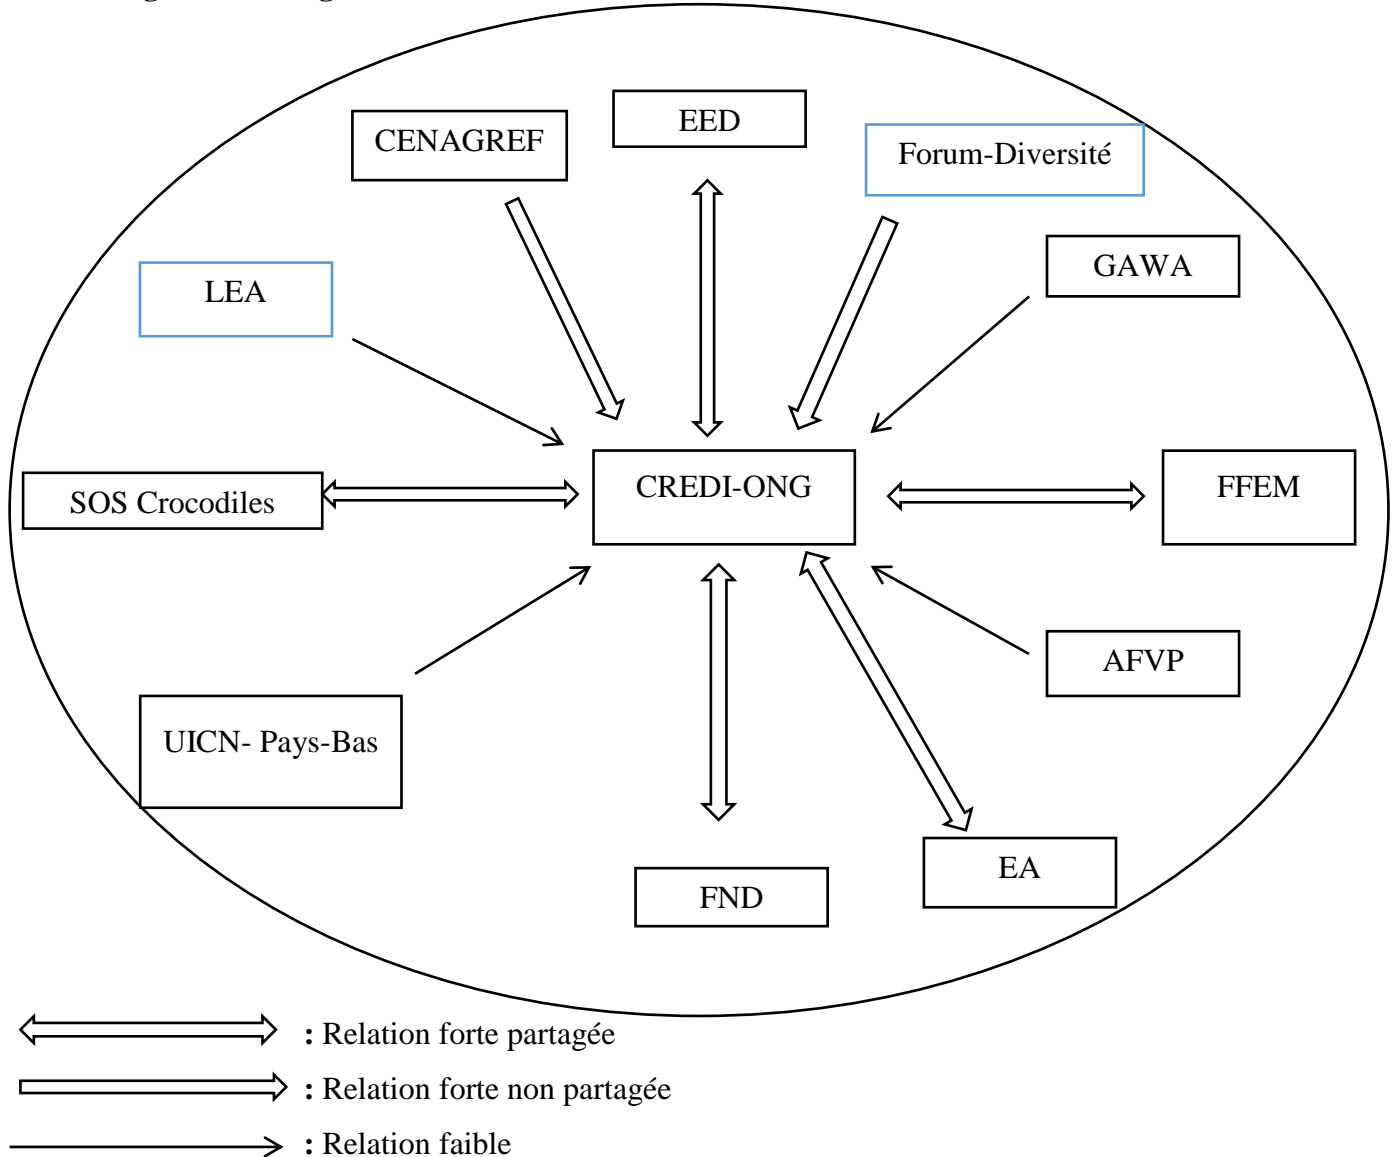 EED
CENAGREF
Forum-Diversité
GAWA
LEA
CREDI-ONG
FFEM
SOS Crocodiles
AFVP
UICN- Pays-Bas
EA
FND
: Relation forte partagée
: Relation forte non partagée
: Relation faible